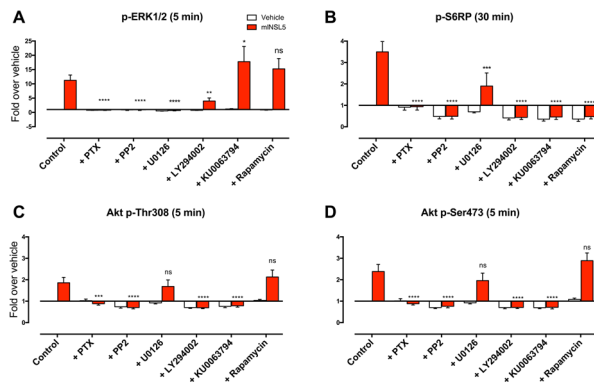 A
p-ERK1/2 (5 min)
Vehicle
mINSL5
Fold over vehicle
25
20
15
10
5
0
-5
****
****
****
**
*
ns
Control
+ PTX
+ PP2
+ U0126
+ LY294002
+ KU0063794
+ Rapamycin
B
p-S6RP (30 min)
4
3
2
1
0
****
****
***
****
****
****
Control
+ PTX
+ PP2
+ U0126
+ LY294002
+ KU0063794
+ Rapamycin
C
Akt p-Thr308 (5 min)
Fold over vehicle
4
3
2
1
0
***
****
ns
****
****
ns
Control
+ PTX
+ PP2
+ U0126
+ LY294002
+ KU0063794
+ Rapamycin
D
Akt p-Ser473 (5 min)
4
3
2
1
0
****
****
ns
****
****
ns
Control
+ PTX
+ PP2
+ U0126
+ LY294002
+ KU0063794
+ Rapamycin